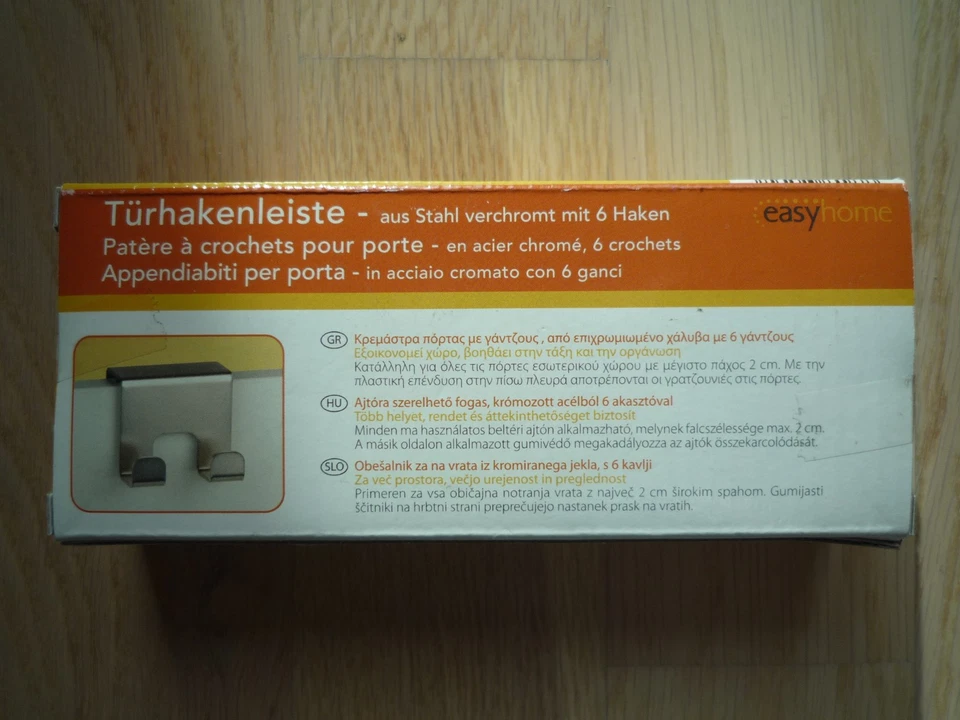 Türhakenleiste - aus Stahl verchromt mit 6 Haken
Patère à crochets pour porte - en acier chromé, 6 crochets
Appendiabiti per porta - in acciaio cromato con 6 ganci
easyhome
GR Κρεμάστρα πόρτας με γάντζους , από επιχρωμιωμένο χάλυβα με 6 γάντζους
Εξοικονομεί χώρο, βοηθάει στην τάξη και την οργάνωση
Κατάλληλη για όλες τις πόρτες εσωτερικού χώρου με μέγιστο πάχος 2 cm. Με την
πλαστική επένδυση στην πίσω πλευρά αποτρέπονται οι γρατζουνιές στις πόρτες.
HU Ajtóra szerelhető fogas, krómozott acélból 6 akasztóval
Több helyet, rendet és áttekinthetőséget biztosít
Minden ma használatos beltéri ajtón alkalmazható, melynek falcszélessége max. 2 cm.
A másik oldalon alkalmazott gumivédő megakadályozza az ajtók összekarcolódását.
SLO Obešalnik za na vrata iz kromiranega jekla, s 6 kavlji
Za več prostora, večjo urejenost in preglednost
Primeren za vsa običajna notranja vrata z največ 2 cm širokim spahom. Gumijasti
ščitniki na hrbtni strani preprečujejo nastanek prask na vratih.